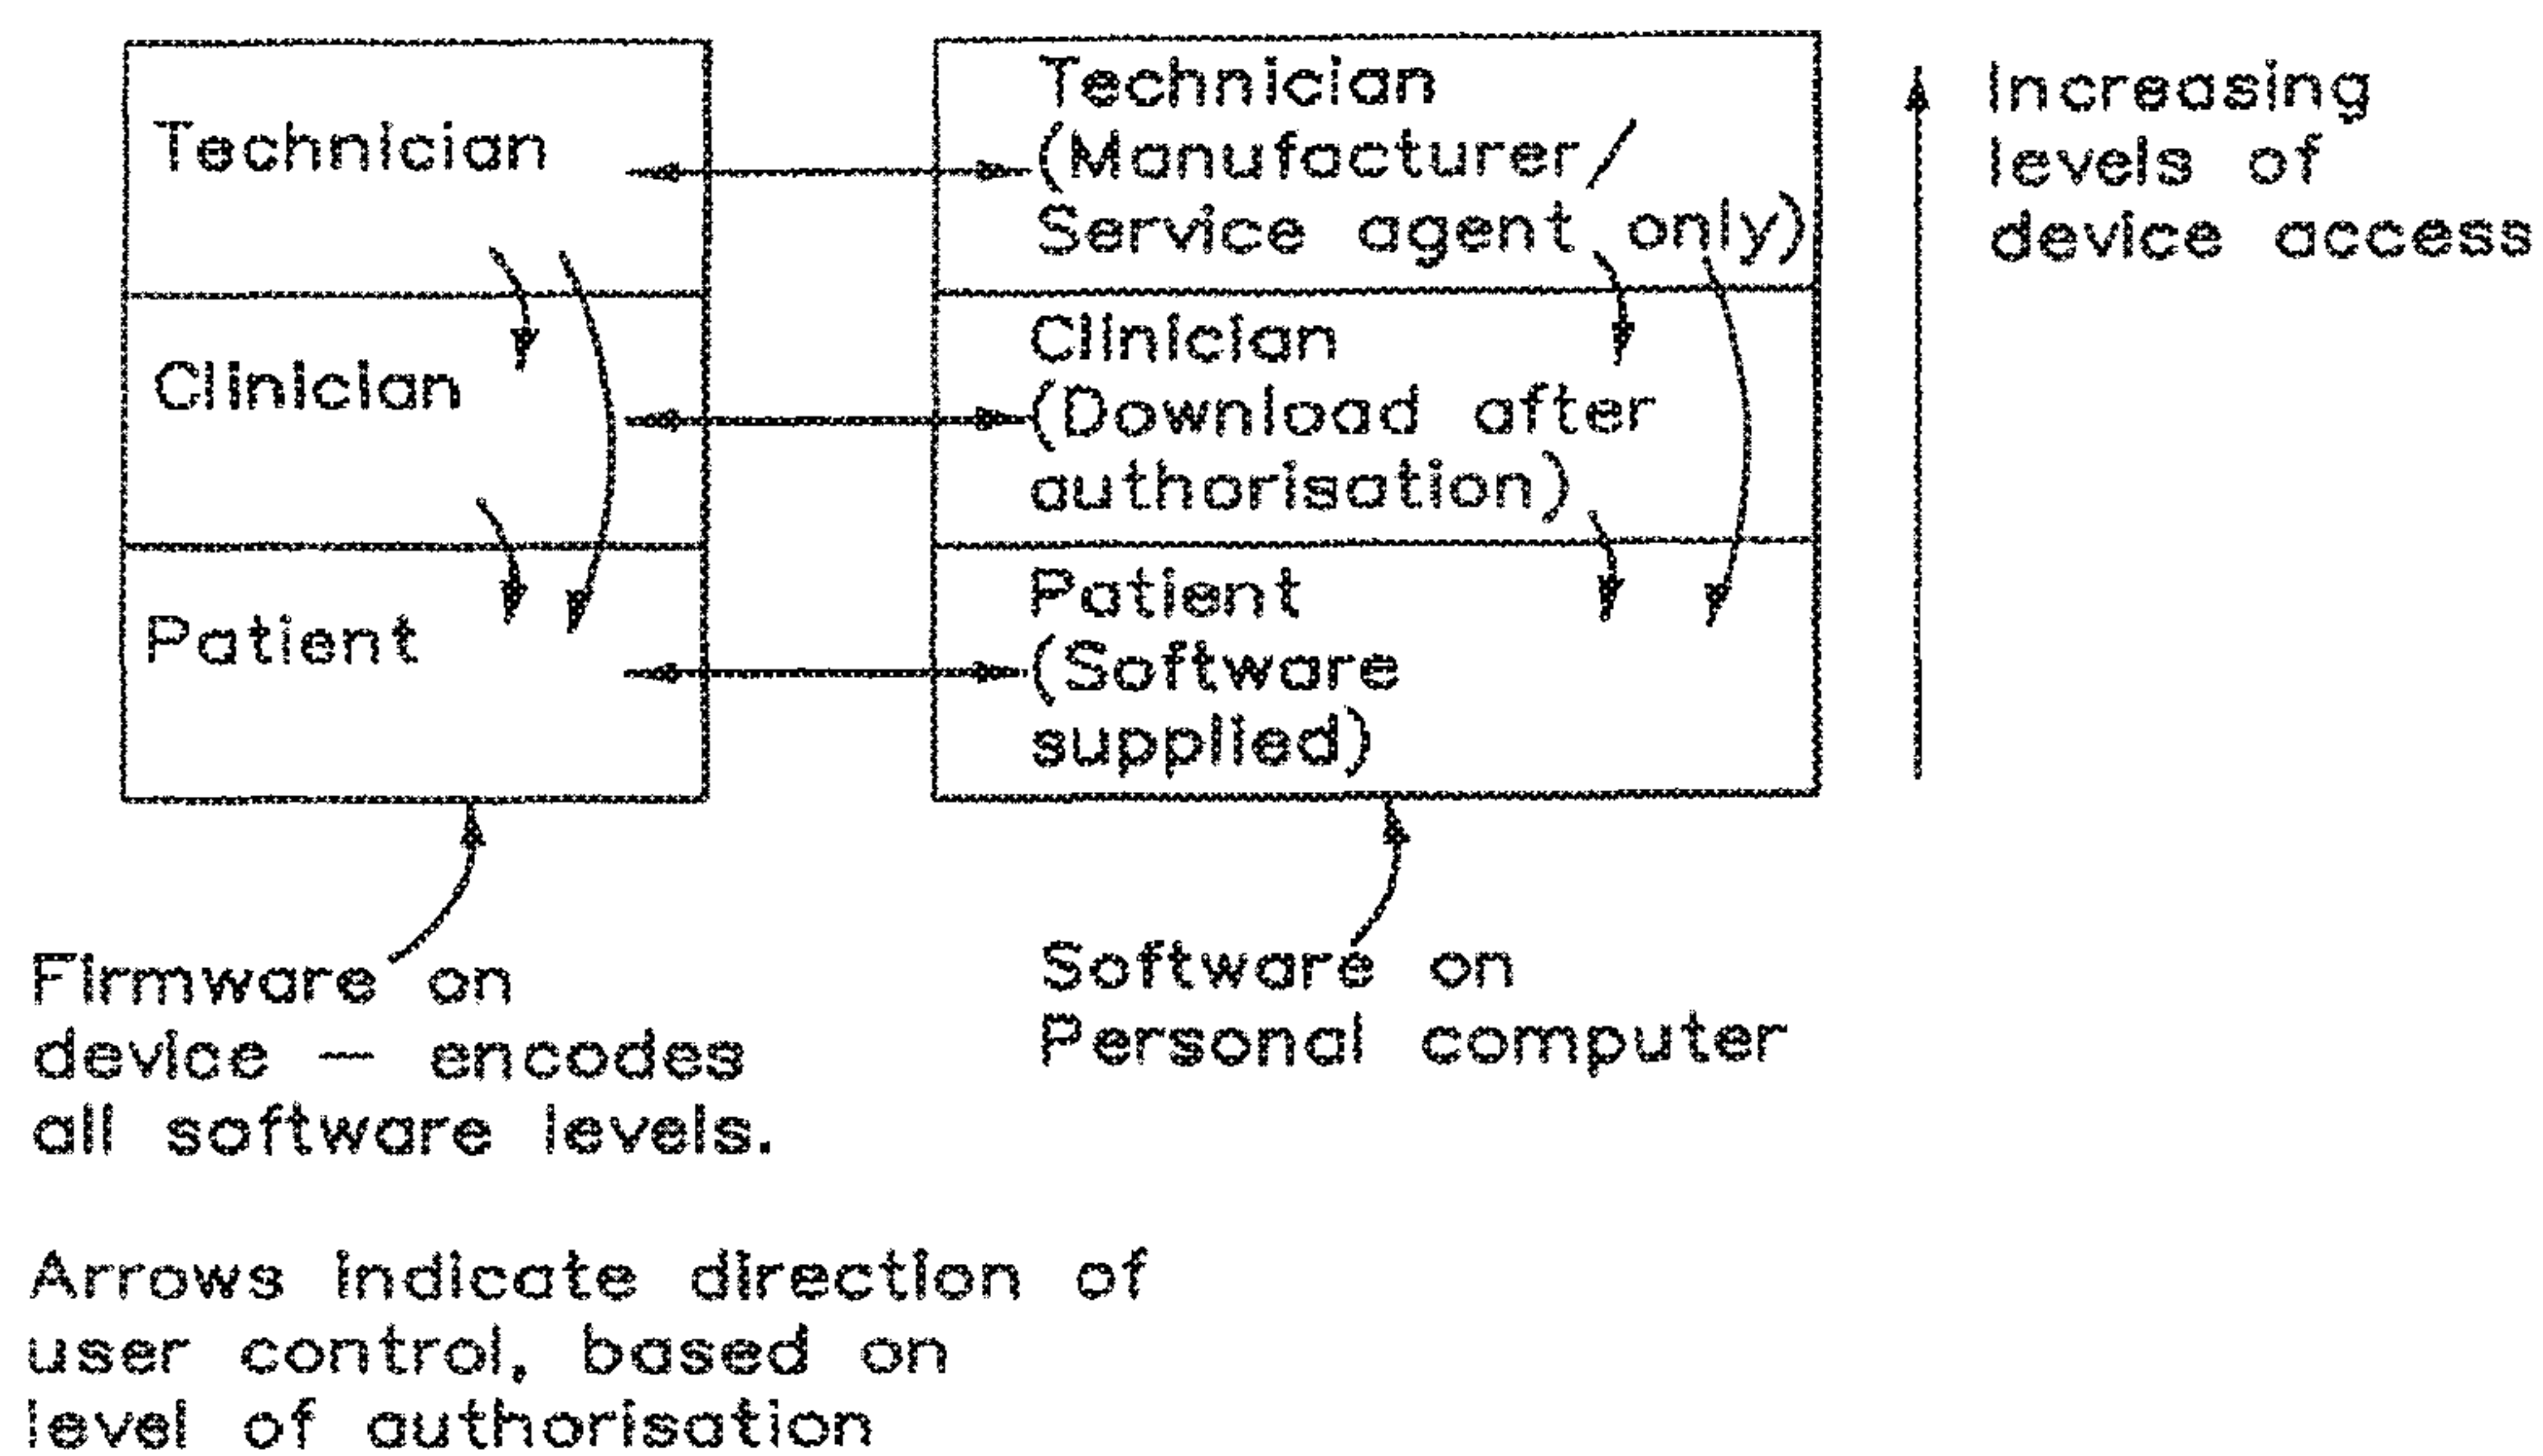 Technician
Clinician
Patient
Technician
(Manufacturer/
Service agent only)
Clinician
(Download after
authorisation)
Patient
(Software
supplied)
Increasing
levels of
device access
Firmware on
device — encodes
all software levels.
Software on
Personal computer
Arrows indicate direction of
user control, based on
level of authorisation